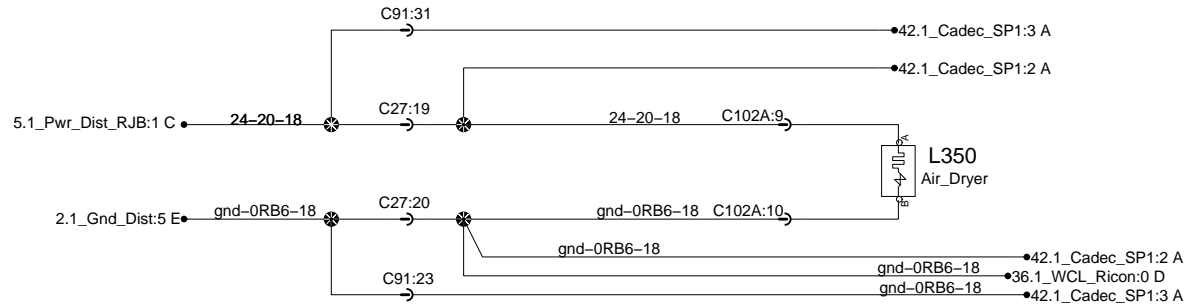 C91:31
42.1_Cadec_SP1:3 A
42.1_Cadec_SP1:2 A
C27:19
5.1_Pwr_Dist_RJB:1 C 24−20−18 24−20−18 C102A:9
A
L350
Air_Dryer
B
2.1_Gnd_Dist:5 E gnd−0RB6−18 C27:20 gnd−0RB6−18 C102A:10
gnd−0RB6−18 42.1_Cadec_SP1:2 A
gnd−0RB6−18 36.1_WCL_Ricon:0 D
C91:23 gnd−0RB6−18 42.1_Cadec_SP1:3 A